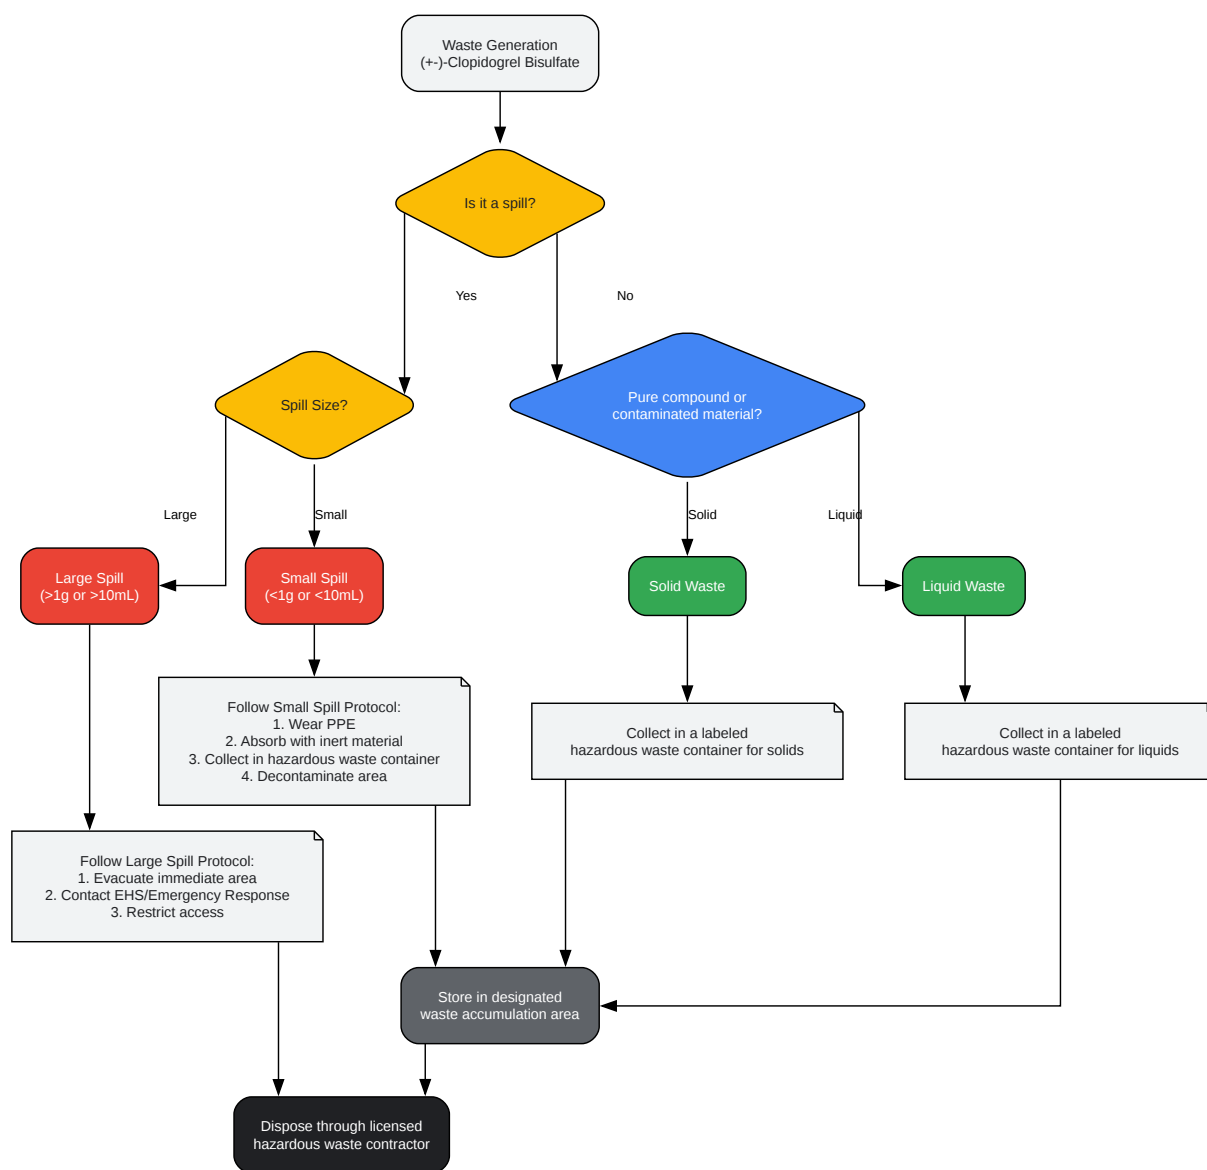 Waste Generation
(+-)-Clopidogrel Bisulfate
Is it a spill?
Yes
No
Spill Size?
Pure compound or
contaminated material?
Large
Small
Solid
Liquid
Large Spill
(>1g or >10mL)
Small Spill
(<1g or <10mL)
Solid Waste
Liquid Waste
Follow Small Spill Protocol:
1. Wear PPE
2. Absorb with inert material
3. Collect in hazardous waste container
4. Decontaminate area
Collect in a labeled
hazardous waste container for solids
Collect in a labeled
hazardous waste container for liquids
Follow Large Spill Protocol:
1. Evacuate immediate area
2. Contact EHS/Emergency Response
3. Restrict access
Store in designated
waste accumulation area
Dispose through licensed
hazardous waste contractor